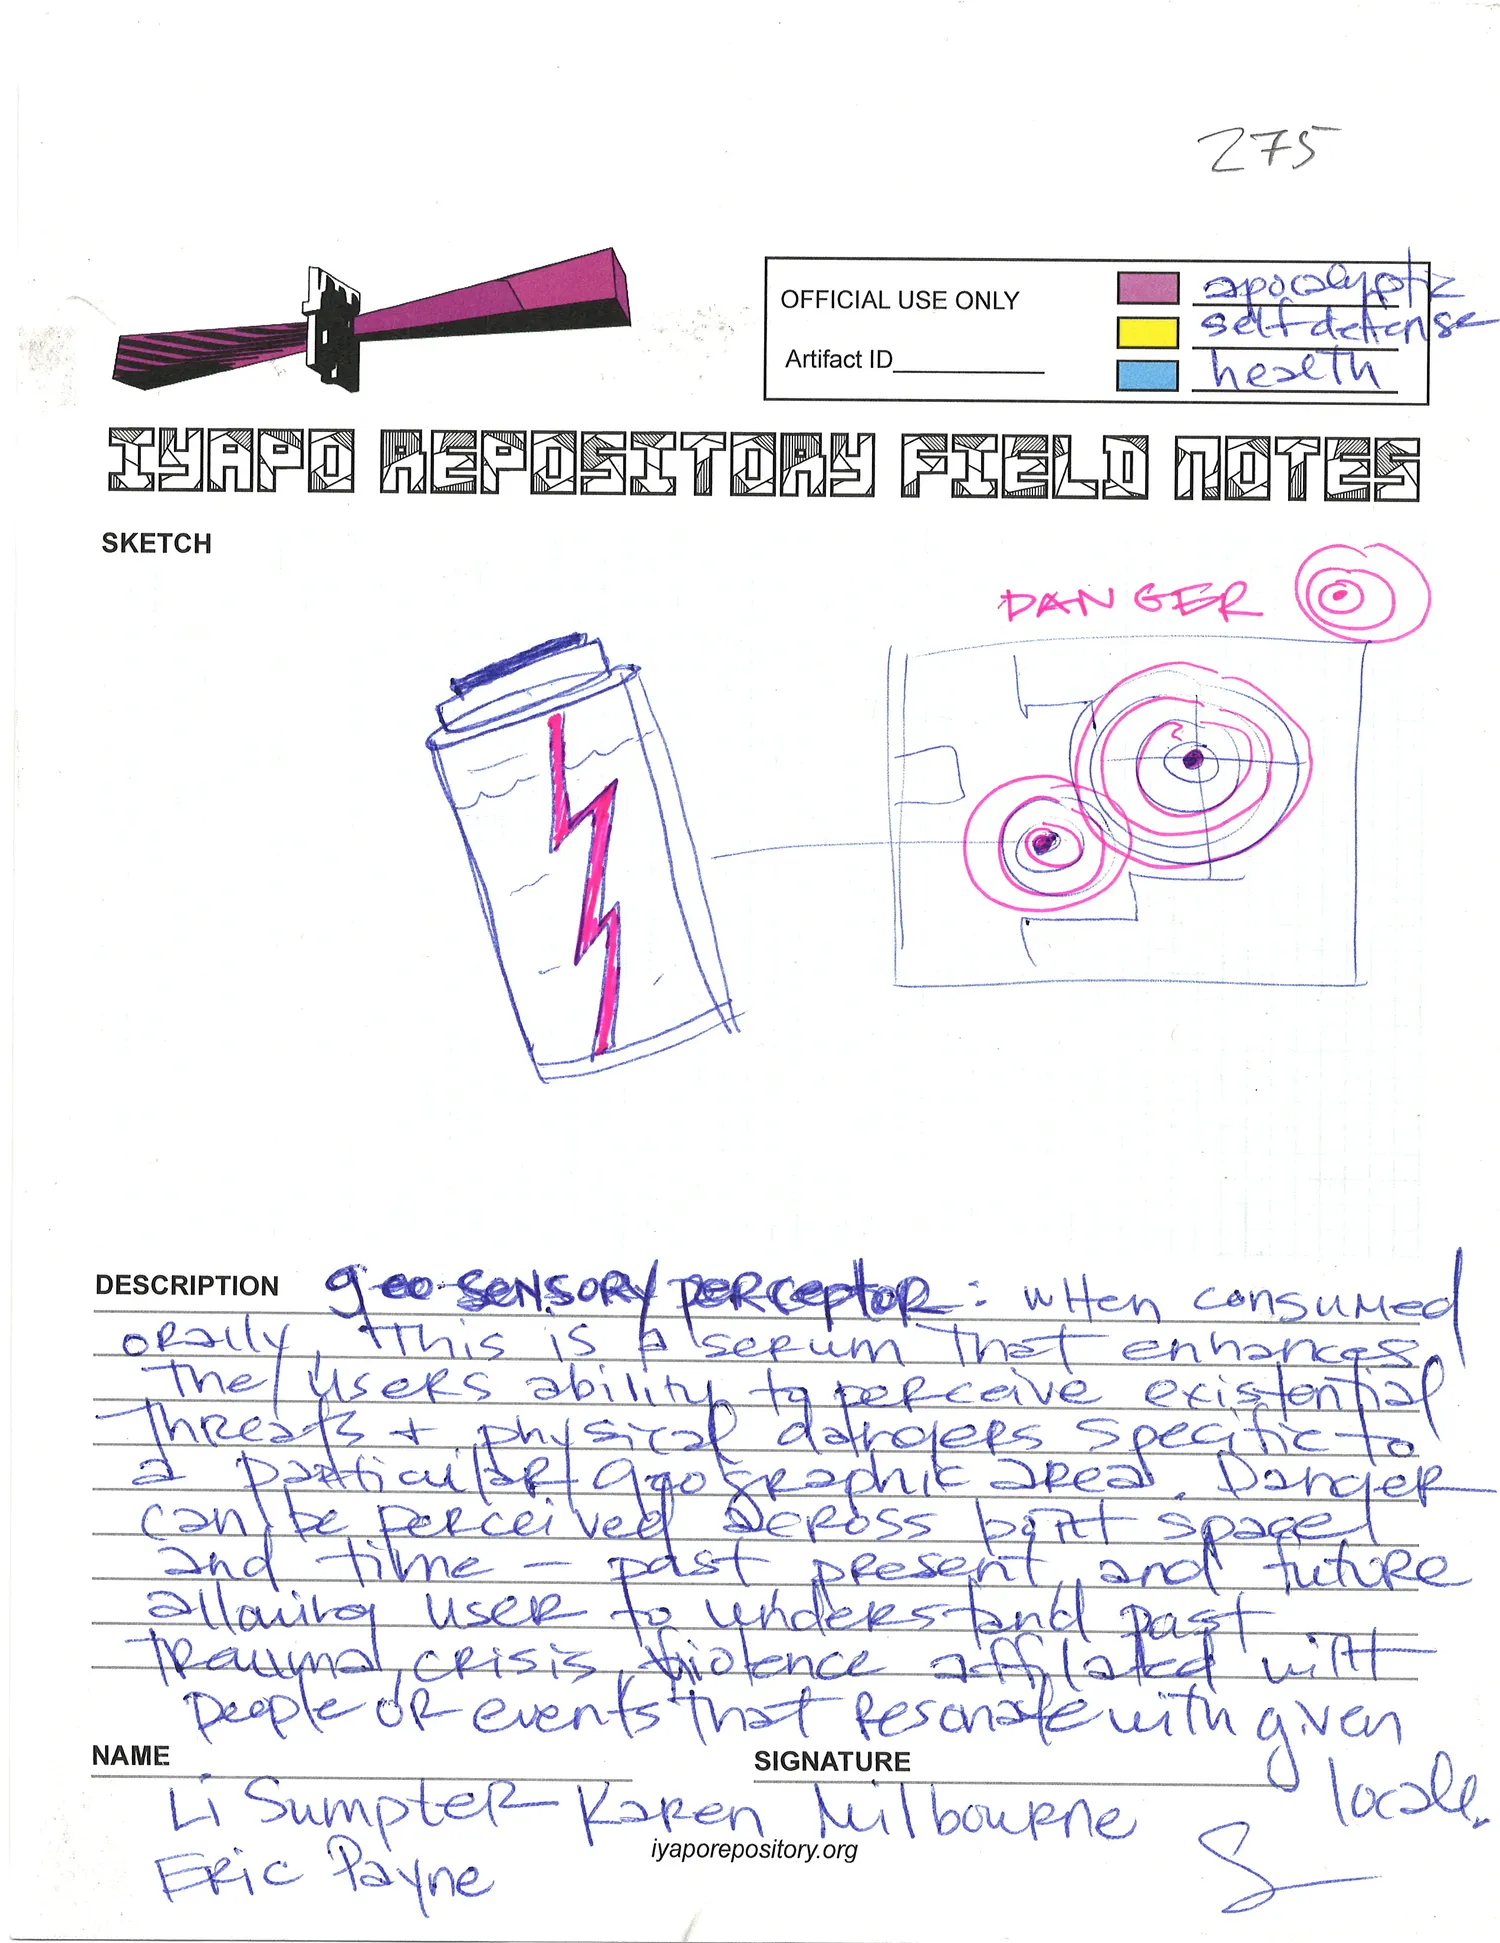 275
OFFICIAL USE ONLY
Artifact ID
apocalyptic
self defense
health
IYAPO REPOSITORY FIELD NOTES
SKETCH
DANGER
DESCRIPTION geo-sensory perceptor: when consumed
orally, this is a serum that enhances
the users ability to perceive existential
threats + physical dangers specific to
a particular geographic area. Danger
can be perceived across both space
and time - past present, and future
allowing user to understand past
trauma, crisis, violence affilated with
people or events that resonate with given
locale.
NAME
SIGNATURE
Li Sumpter Karen Milbourne
Eric Payne
iyaporepository.org